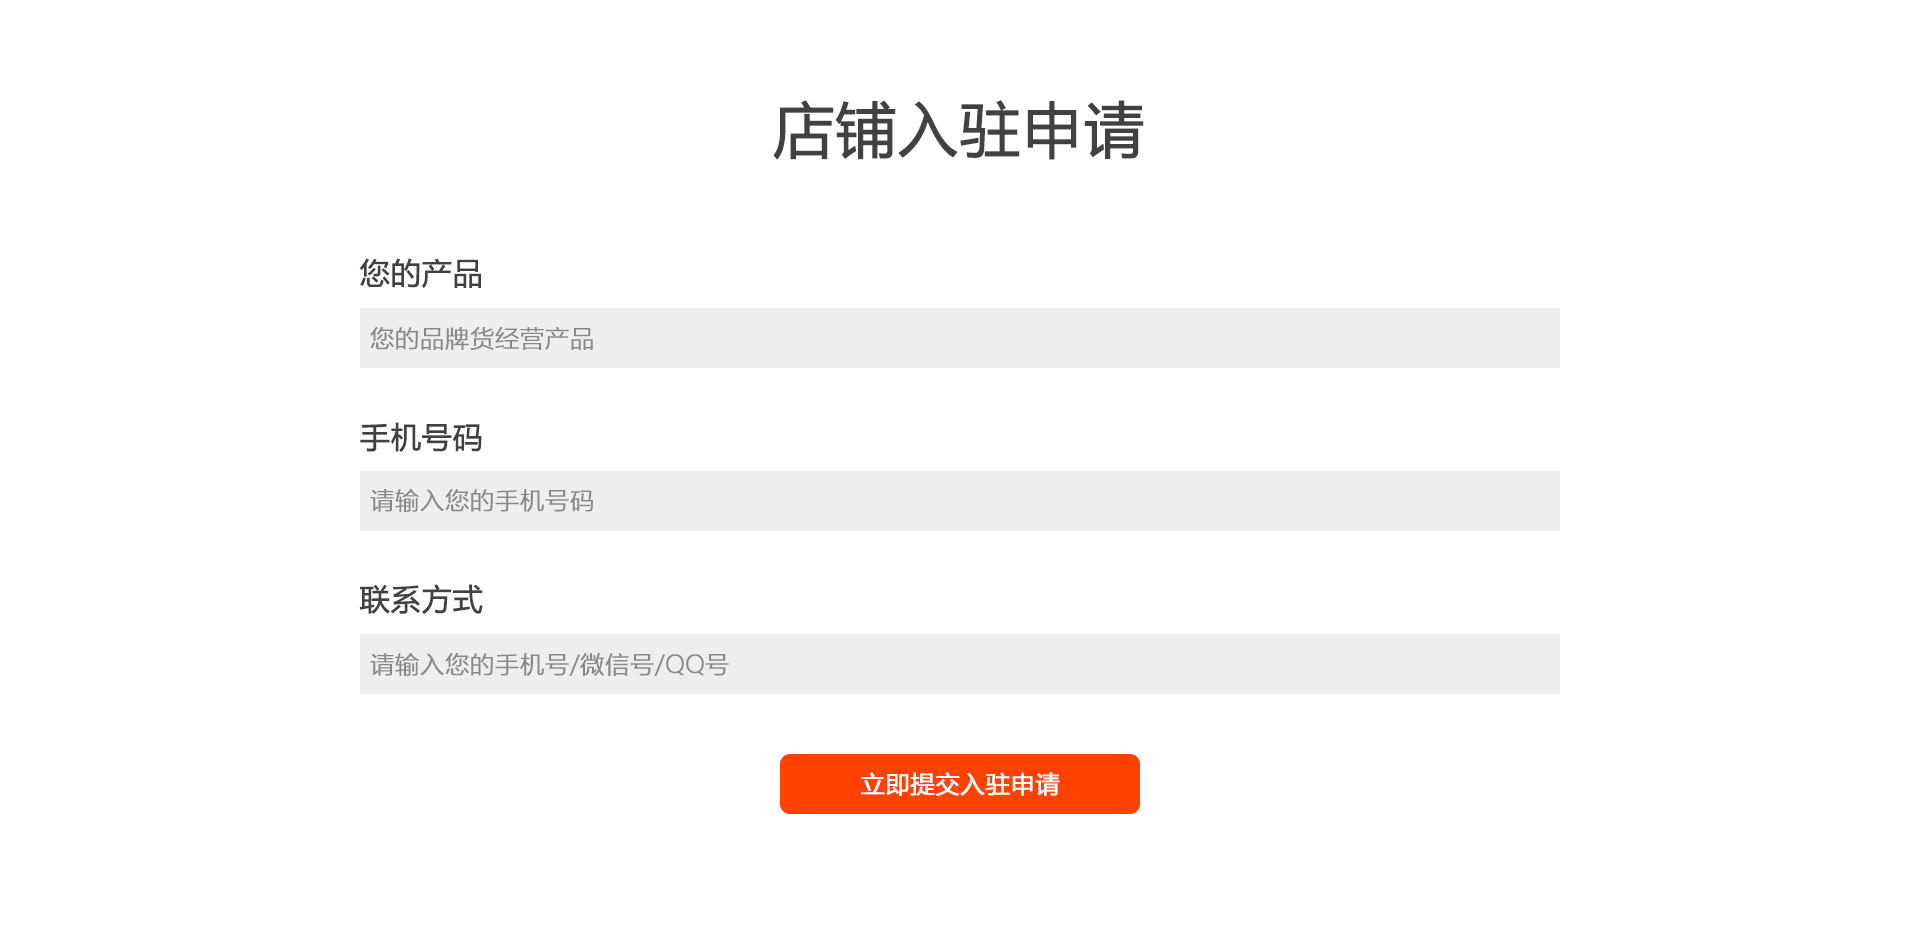 店铺入驻申请
您的产品
您的品牌货经营产品
手机号码
请输入您的手机号码
联系方式
请输入您的手机号/微信号/QQ号
立即提交入驻申请